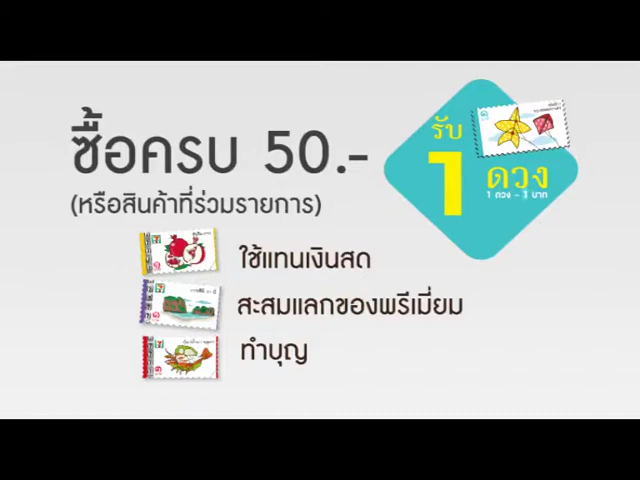 ซื้อครบ 50.-
(หรือสินค้าที่ร่วมรายการ)
รับ
1
ดวง
1 ดวง = 1 บาท
ใช้แทนเงินสด
สะสมแลกของพรีเมี่ยม
ทำบุญ